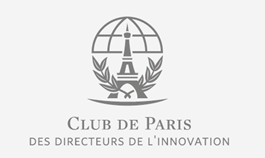 CLUB DE PARIS
DES DIRECTEURS DE L'INNOVATION